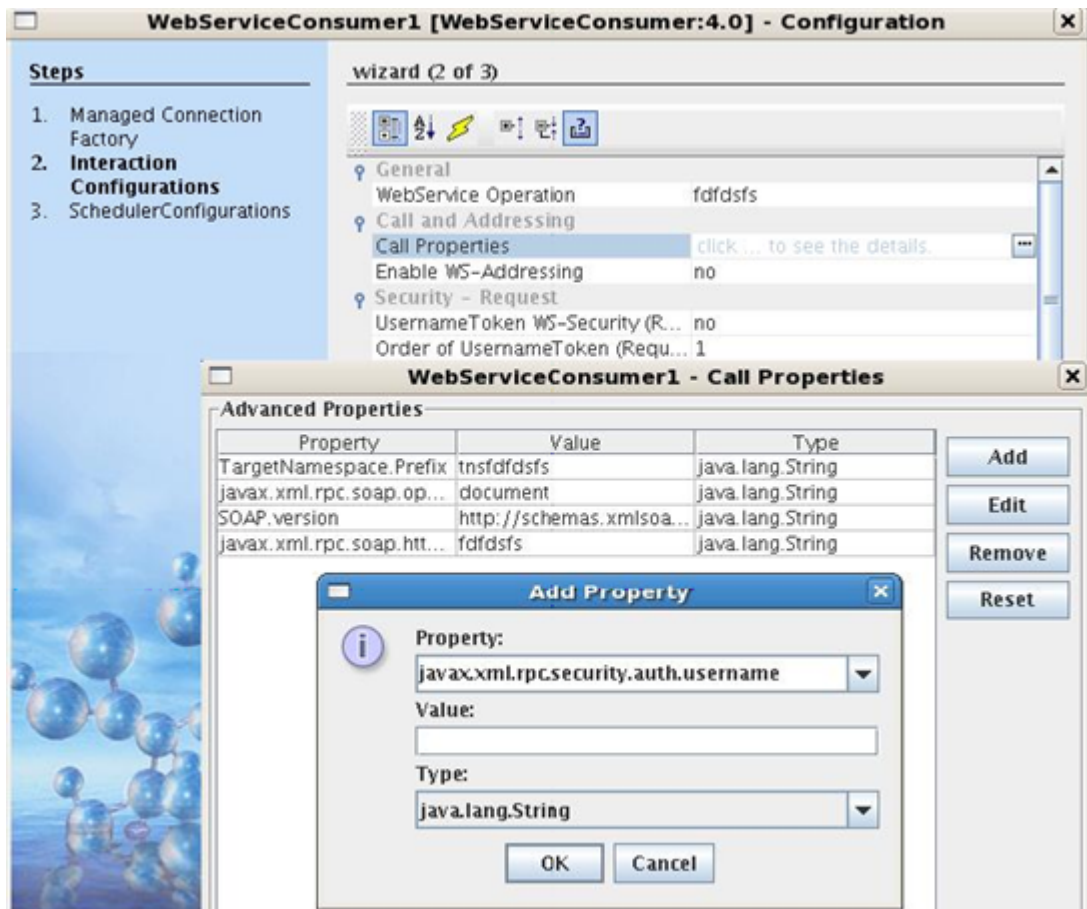 WebServiceConsumer1 [WebServiceConsumer:4.0] - Configuration
Steps
1. Managed Connection
Factory
2. Interaction
Configurations
3. SchedulerConfigurations
wizard (2 of 3)
General
WebService Operation fdfdsfs
Call and Addressing
Call Properties click ... to see the details. ...
Enable WS-Addressing no
Security - Request
UsernameToken WS-Security (R... no
Order of UsernameToken (Requ... 1
WebServiceConsumer1 - Call Properties
Advanced Properties
Property Value Type
TargetNamespace.Prefix tnsfdfdsfs java.lang.String
javax.xml.rpc.soap.op... document java.lang.String
SOAP.version http://schemas.xmlsoa... java.lang.String
javax.xml.rpc.soap.htt... fdfdsfs java.lang.String
Add
Edit
Remove
Reset
Add Property
Property:
javax.xml.rpc.security.auth.username
Value:
Type:
java.lang.String
OK Cancel